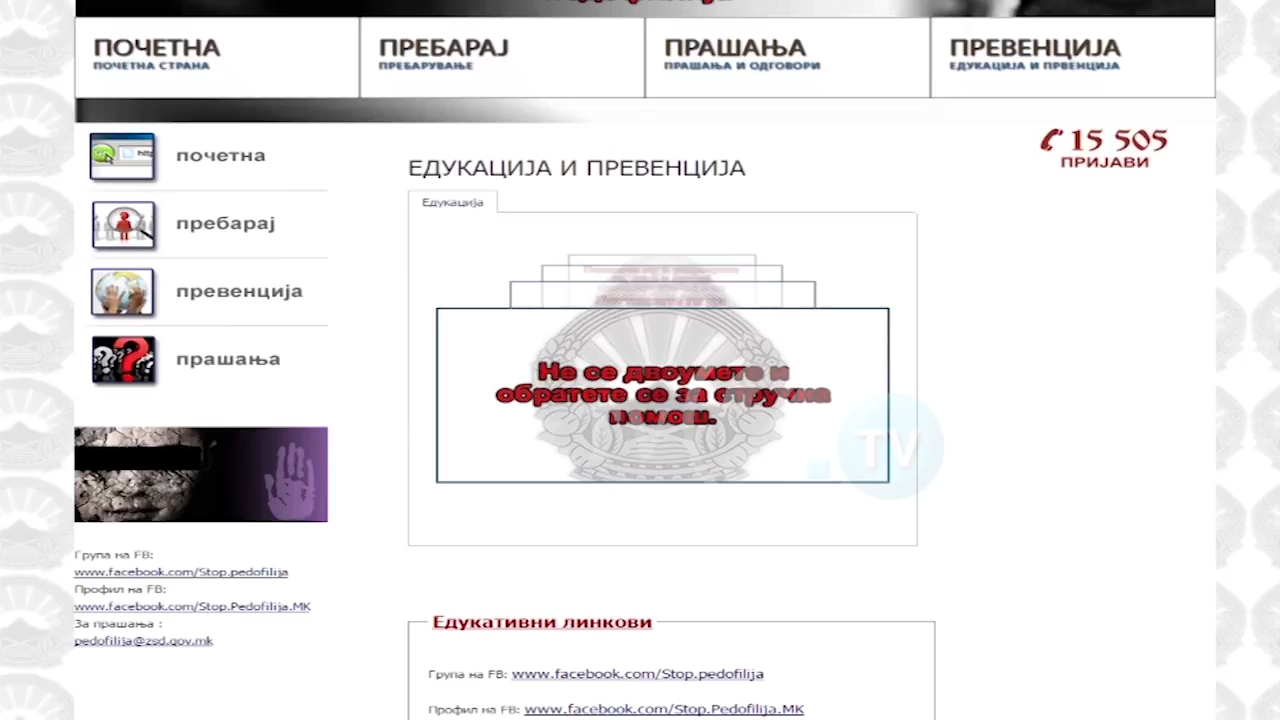 ПОЧЕТНА
ПОЧЕТНА СТРАНА
ПРЕБАРАЈ
ПРЕБАРУВАЊЕ
ПРАШАЊА
ПРАШАЊА И ОДГОВОРИ
ПРЕВЕНЦИЈА
ЕДУКАЦИЈА И ПРВЕНЦИЈА
почетна
пребарај
превенција
прашања
Група на FB:
www.facebook.com/Stop.pedofilija
Профил на FB:
www.facebook.com/Stop.Pedofilija.MK
За прашања :
pedofilija@zsd.gov.mk
ЕДУКАЦИЈА И ПРЕВЕНЦИЈА
Едукација
Не се двоумете и
обратете се за стручна
помош.
TV
Едукативни линкови
Група на FB: www.facebook.com/Stop.pedofilija
Профил на FB: www.facebook.com/Stop.Pedofilija.MK
15 505
ПРИЈАВИ